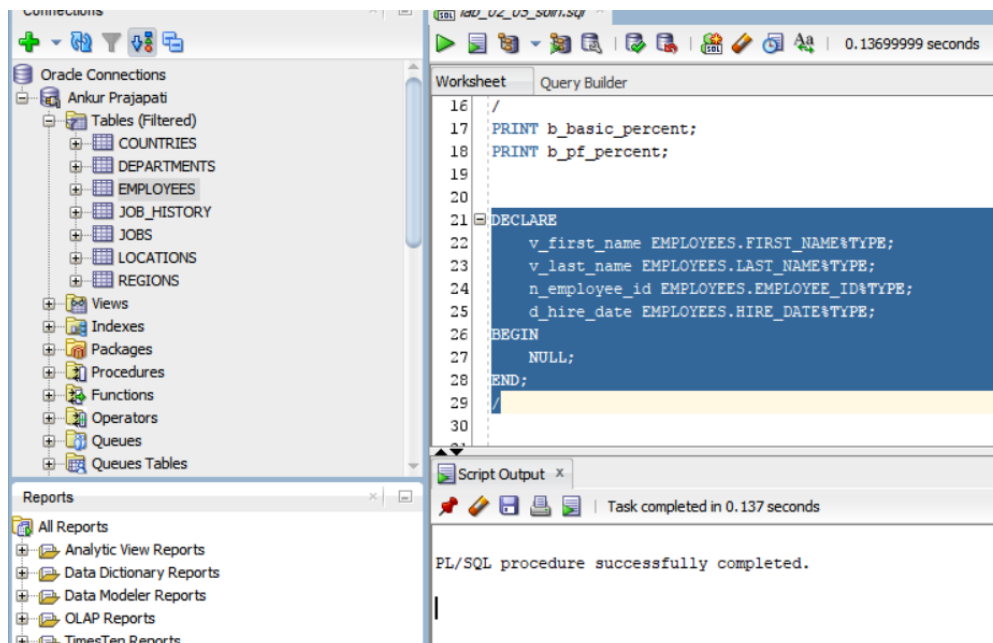 Connections
lab_02_03_soln.sql
0.13699999 seconds
Oracle Connections
Ankur Prajapati
Tables (Filtered)
COUNTRIES
DEPARTMENTS
EMPLOYEES
JOB_HISTORY
JOBS
LOCATIONS
REGIONS
Views
Indexes
Packages
Procedures
Functions
Operators
Queues
Queues Tables
Reports
All Reports
Analytic View Reports
Data Dictionary Reports
Data Modeler Reports
OLAP Reports
TimesTen Reports
Worksheet Query Builder
16 /
17 PRINT b_basic_percent;
18 PRINT b_pf_percent;
19
20
21 DECLARE
22 v_first_name EMPLOYEES.FIRST_NAME%TYPE;
23 v_last_name EMPLOYEES.LAST_NAME%TYPE;
24 n_employee_id EMPLOYEES.EMPLOYEE_ID%TYPE;
25 d_hire_date EMPLOYEES.HIRE_DATE%TYPE;
26 BEGIN
27 NULL;
28 END;
29 /
30
Script Output x
Task completed in 0.137 seconds
PL/SQL procedure successfully completed.